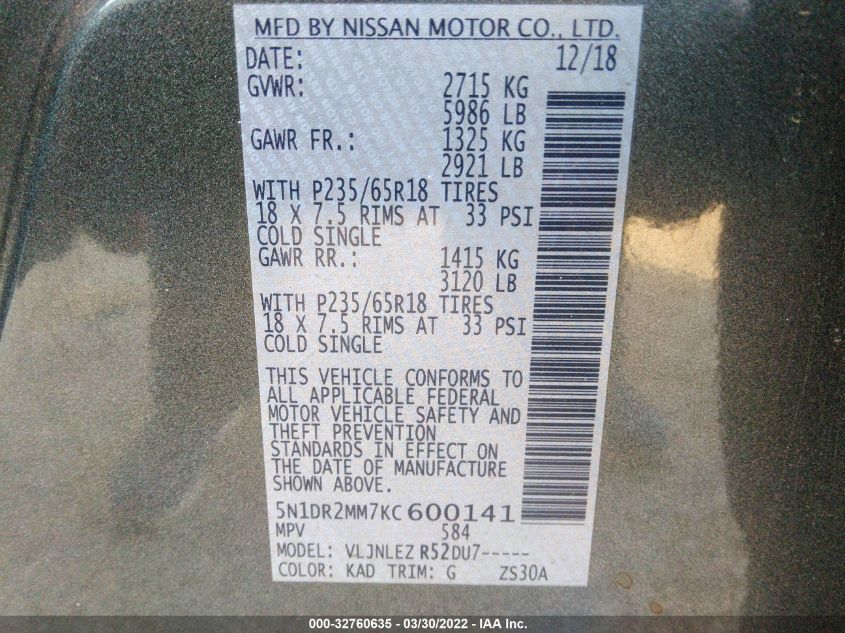 MFD BY NISSAN MOTOR CO., LTD.
DATE: 12/18
GVWR: 2715 KG
5986 LB
GAWR FR.: 1325 KG
2921 LB
WITH P235/65R18 TIRES
18 X 7.5 RIMS AT 33 PSI
COLD SINGLE
GAWR RR.: 1415 KG
3120 LB
WITH P235/65R18 TIRES
18 X 7.5 RIMS AT 33 PSI
COLD SINGLE
THIS VEHICLE CONFORMS TO
ALL APPLICABLE FEDERAL
MOTOR VEHICLE SAFETY AND
THEFT PREVENTION
STANDARDS IN EFFECT ON
THE DATE OF MANUFACTURE
SHOWN ABOVE.
5N1DR2MM7KC600141
MPV 584
MODEL: VLJNLEZ R52DU7-----
COLOR: KAD TRIM: G ZS30A
000-32760635 - 03/30/2022 - IAA Inc.